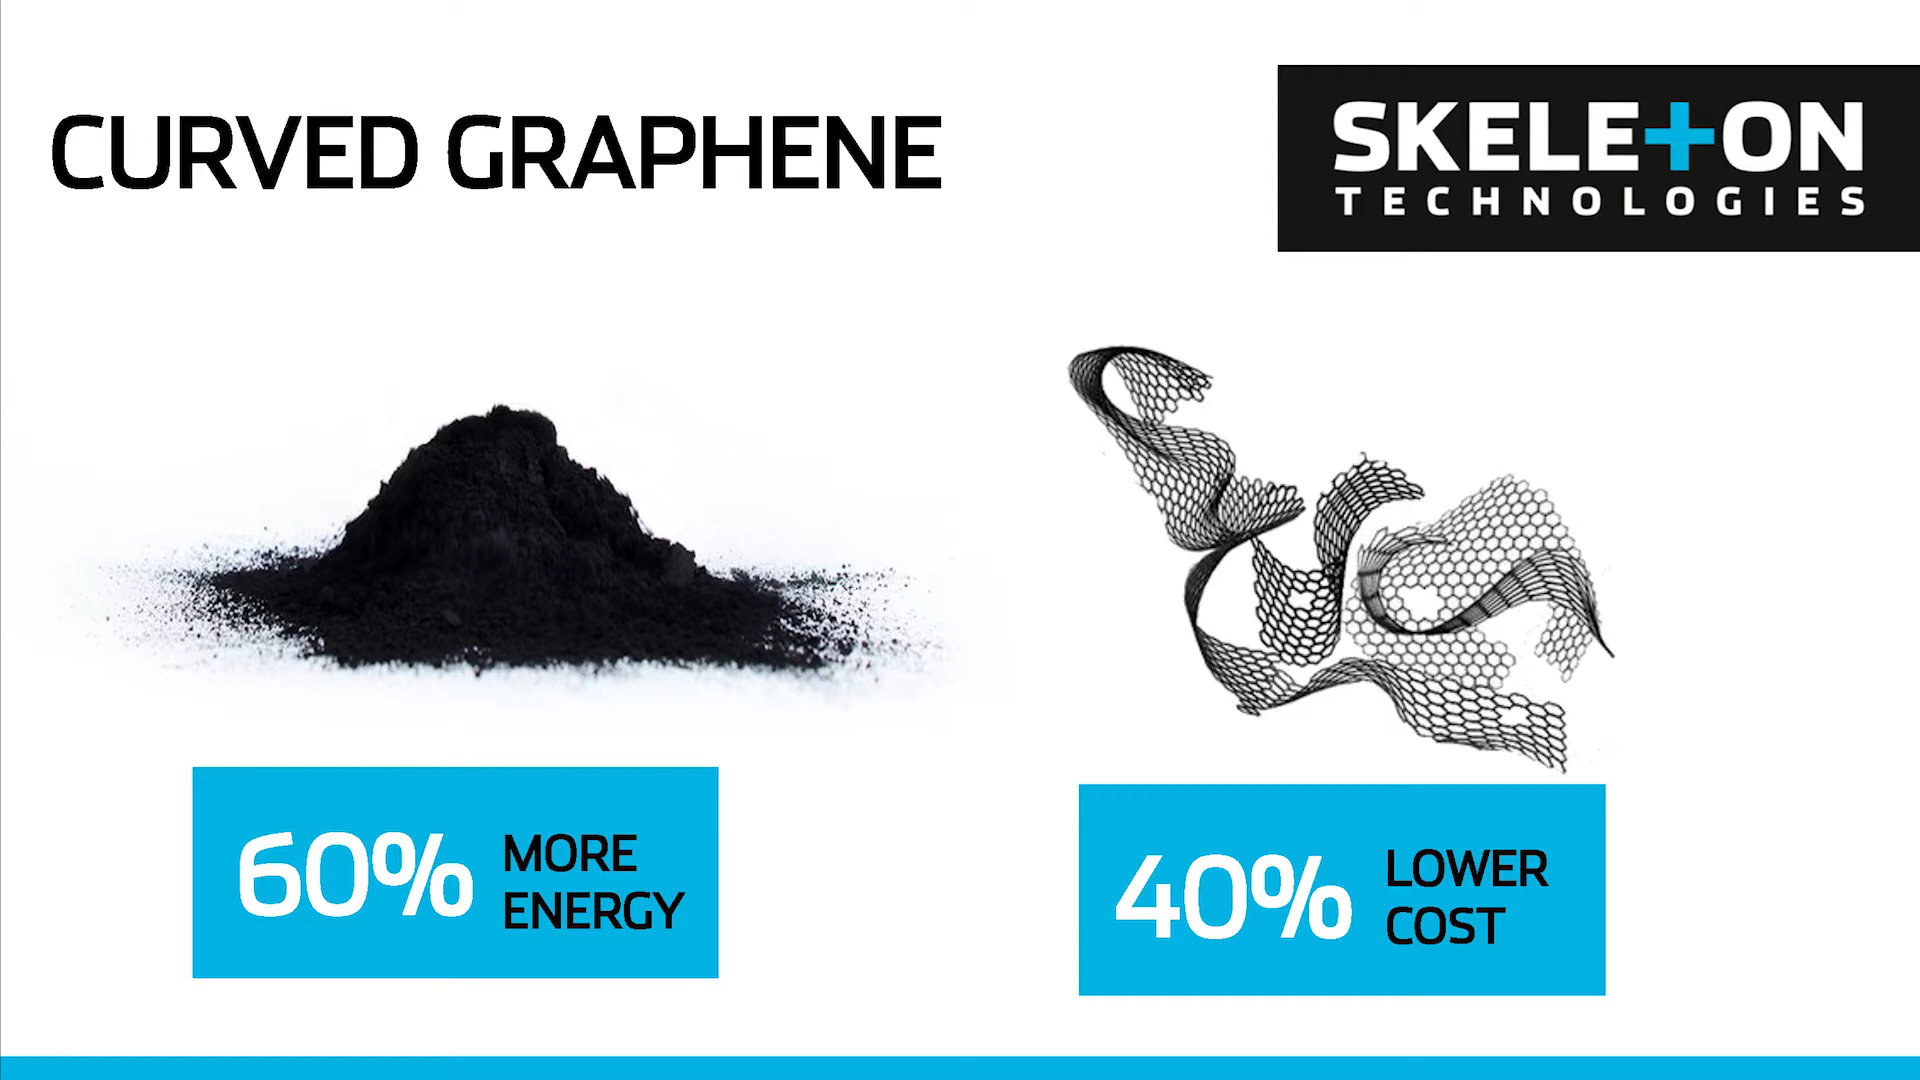 CURVED GRAPHENE
SKELETON
TECHNOLOGIES
60% MORE
ENERGY
40% LOWER
COST